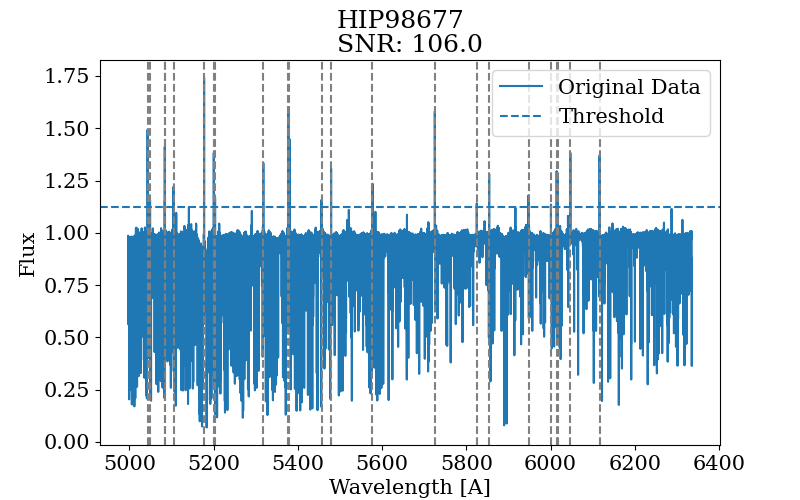 HIP98677
SNR: 106.0
Original Data
Threshold
Flux
1.75
1.50
1.25
1.00
0.75
0.50
0.25
0.00
5000 5200 5400 5600 5800 6000 6200 6400
Wavelength [A]